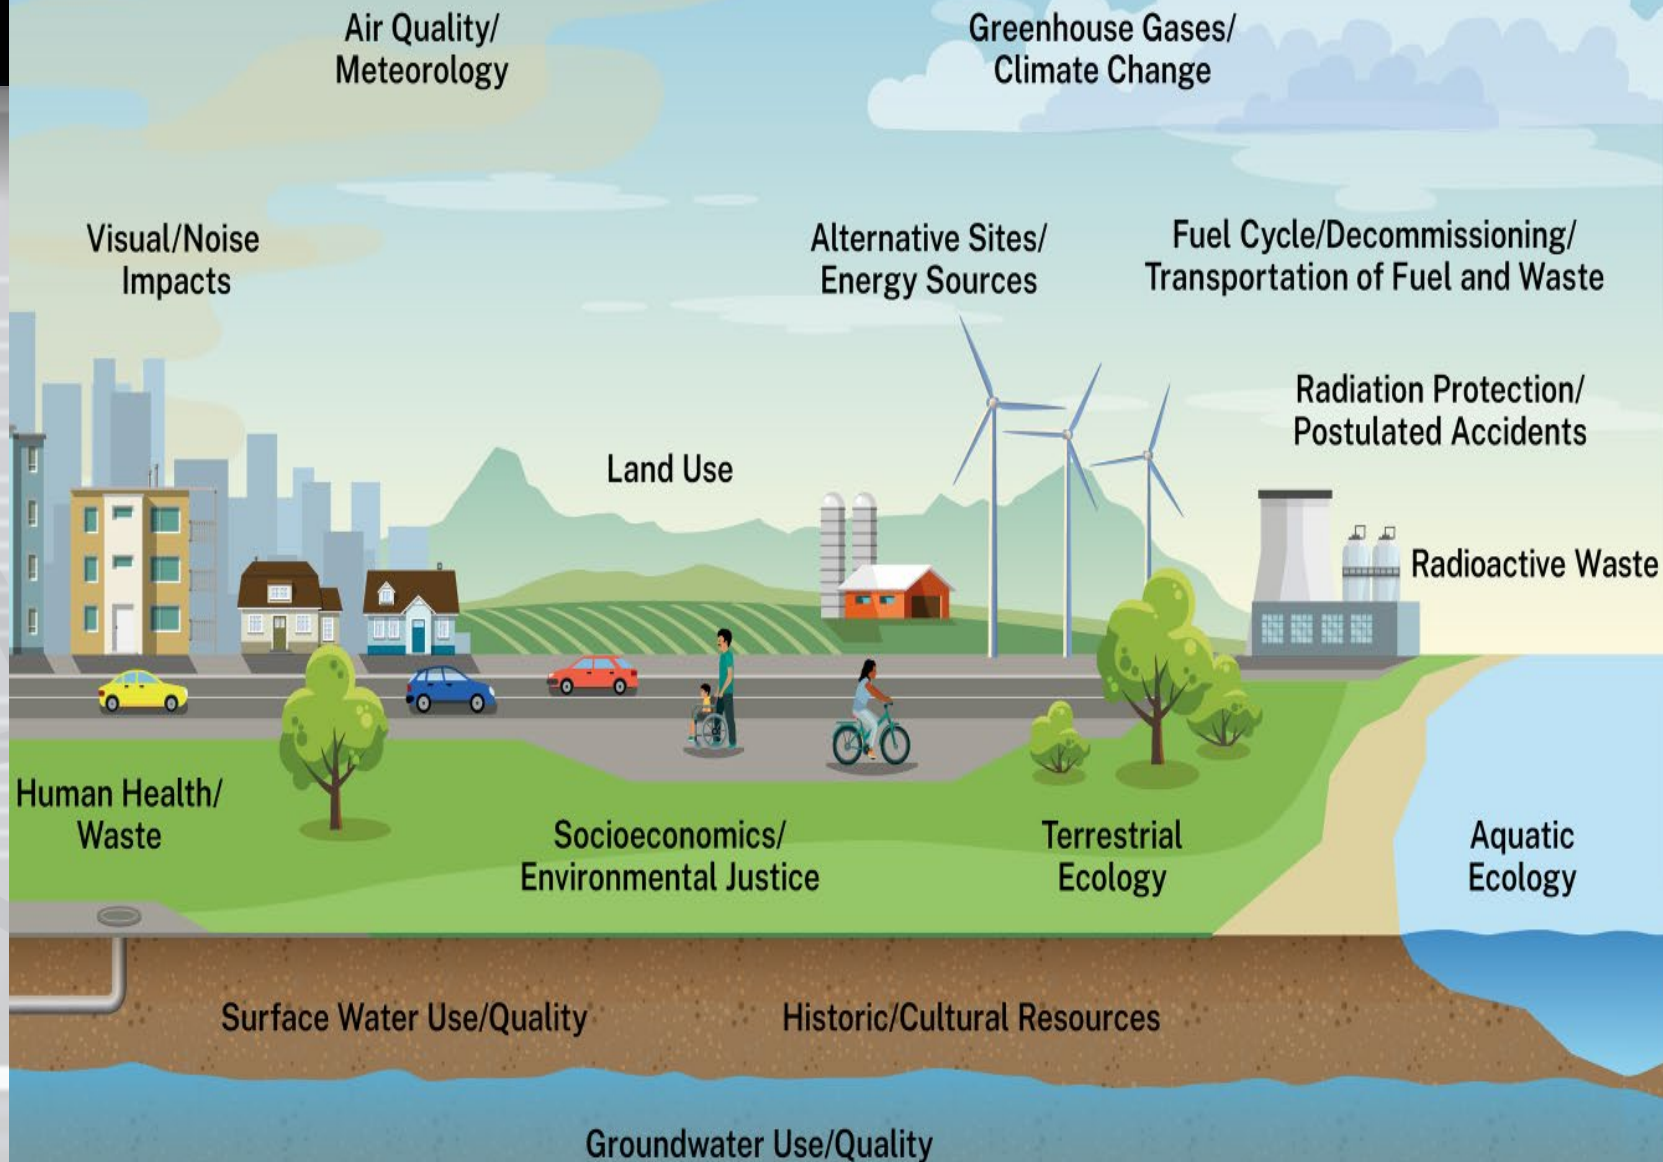 Air Quality/
Meteorology
Greenhouse Gases/
Climate Change
Visual/Noise
Impacts
Alternative Sites/
Energy Sources
Fuel Cycle/Decommissioning/
Transportation of Fuel and Waste
Radiation Protection/
Postulated Accidents
Land Use
Radioactive Waste
Human Health/
Waste
Socioeconomics/
Environmental Justice
Terrestrial
Ecology
Aquatic
Ecology
Surface Water Use/Quality
Historic/Cultural Resources
Groundwater Use/Quality